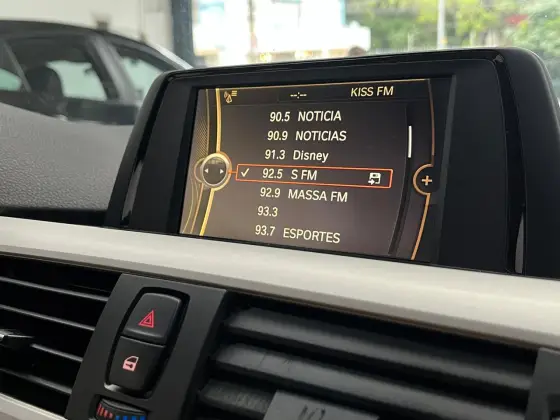 --:-- KISS FM
90.5 NOTICIA
90.9 NOTICIAS
91.3 Disney
92.5 S FM
92.9 MASSA FM
93.3
93.7 ESPORTES